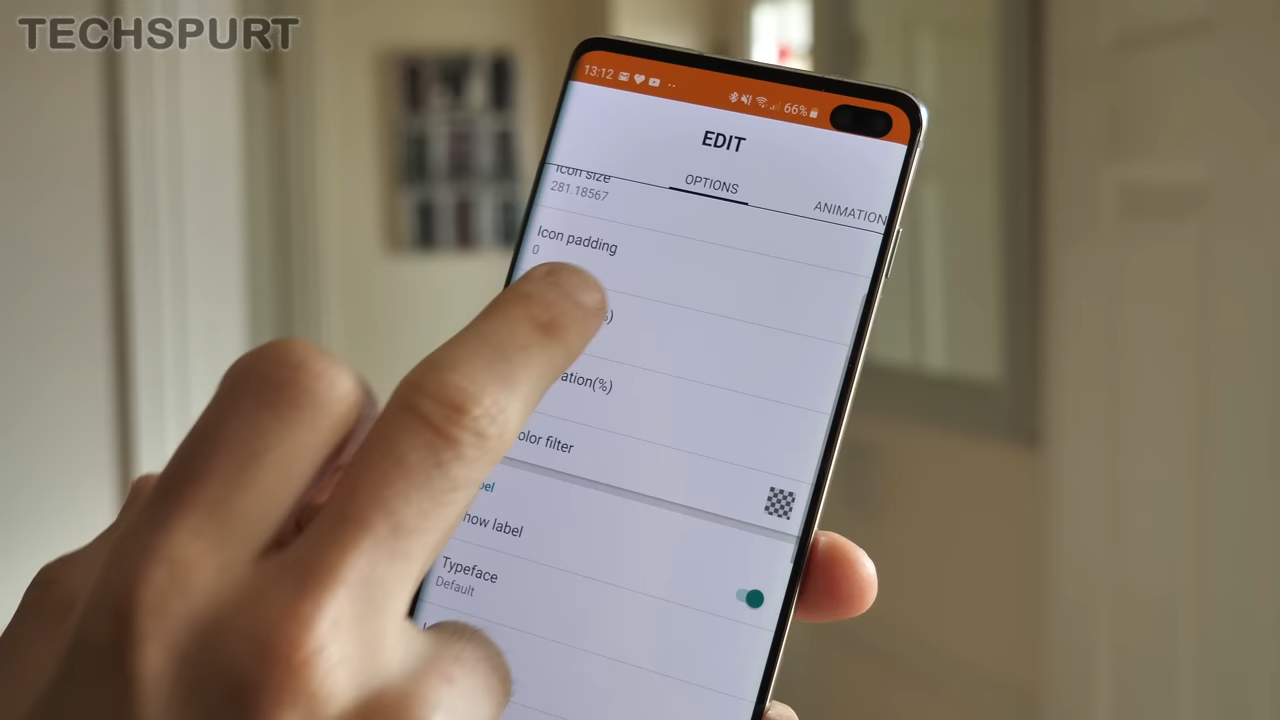 TECHSPURT
13:12
66%
EDIT
OPTIONS
ANIMATION
Icon size
281.18567
Icon padding
0
%)
ation(%)
olor filter
el
how label
Typeface
Default